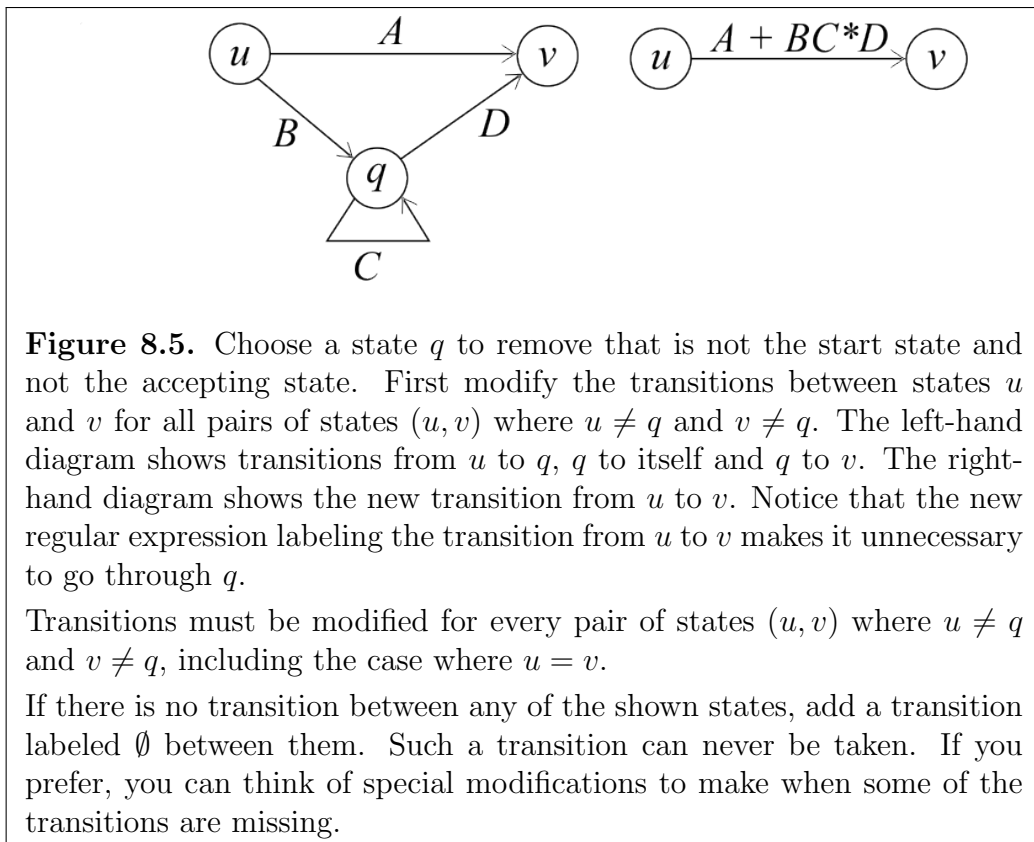 A
u
v
B
D
q
C
u
A + BC*D
v
Figure 8.5. Choose a state q to remove that is not the start state and
not the accepting state. First modify the transitions between states u
and v for all pairs of states (u, v) where u ≠ q and v ≠ q. The left-hand
diagram shows transitions from u to q, q to itself and q to v. The right-
hand diagram shows the new transition from u to v. Notice that the new
regular expression labeling the transition from u to v makes it unnecessary
to go through q.
Transitions must be modified for every pair of states (u, v) where u ≠ q
and v ≠ q, including the case where u = v.
If there is no transition between any of the shown states, add a transition
labeled ∅ between them. Such a transition can never be taken. If you
prefer, you can think of special modifications to make when some of the
transitions are missing.